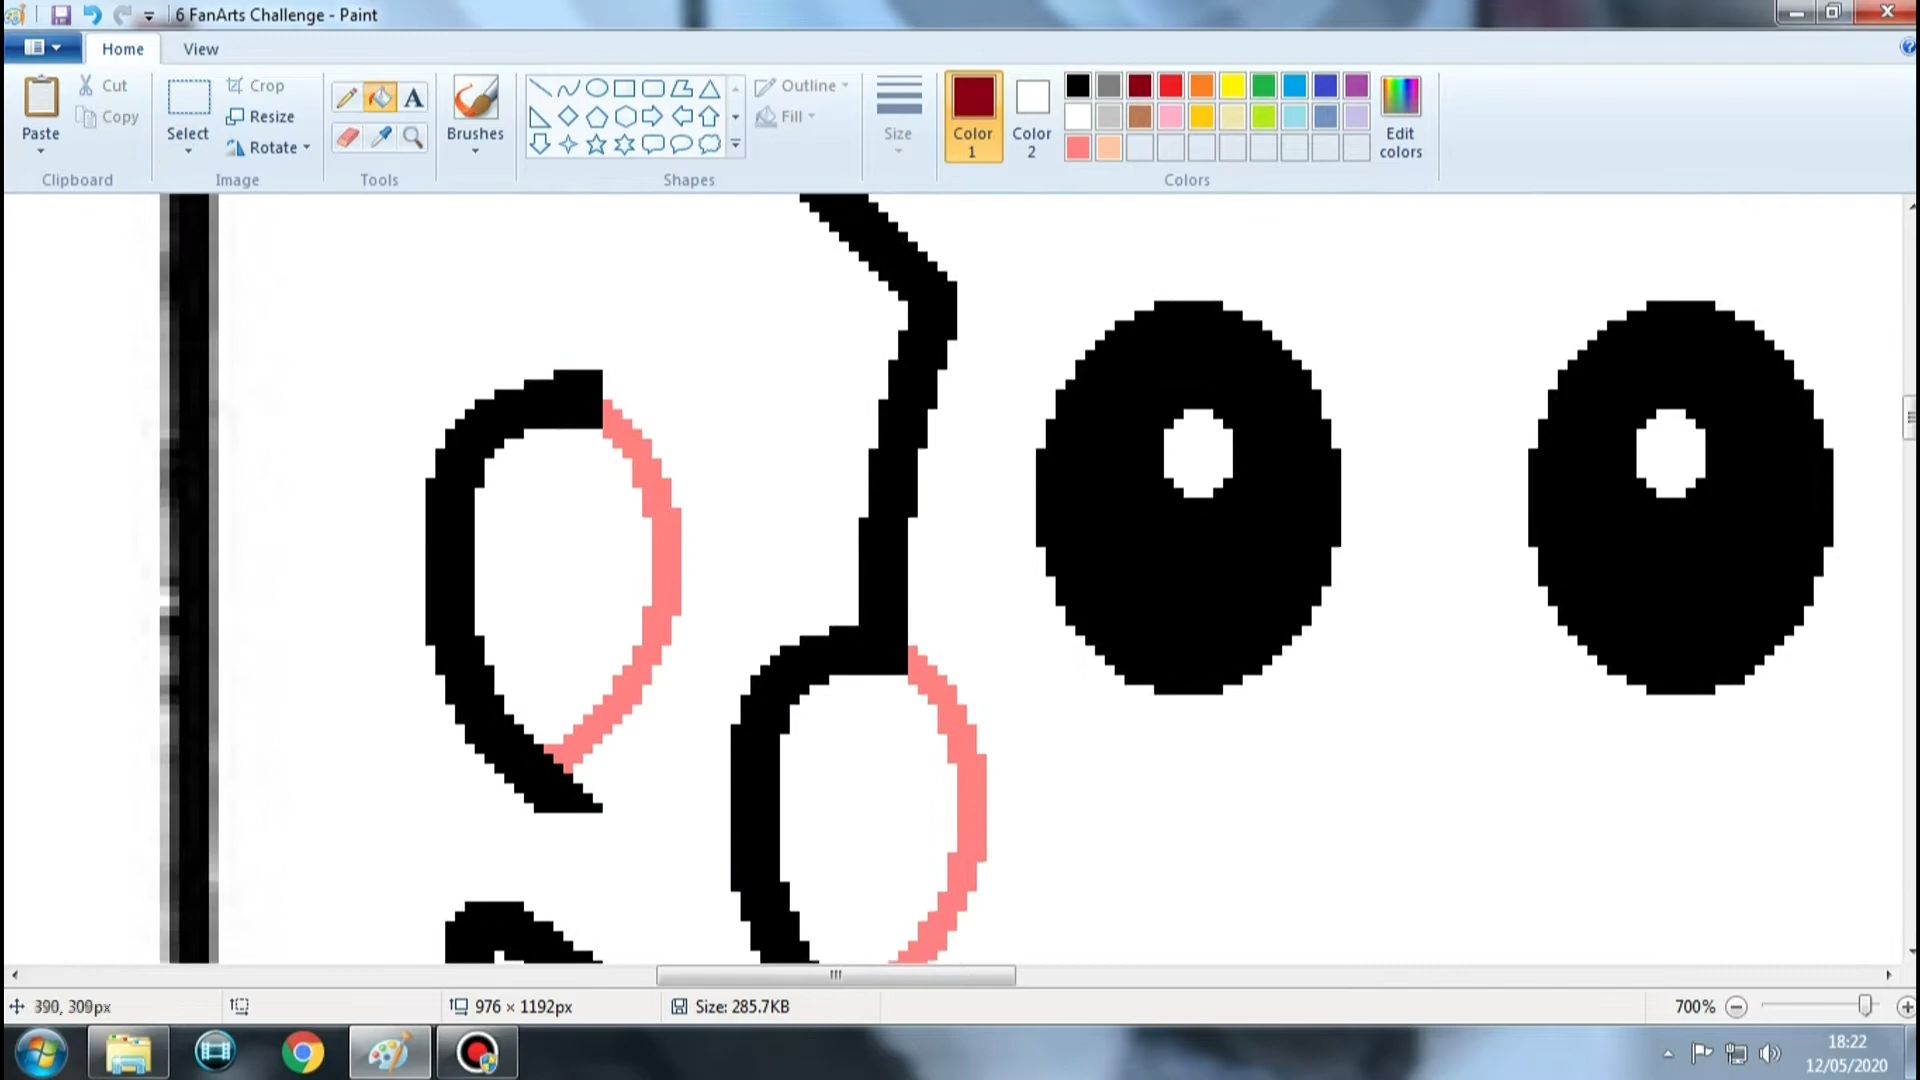 6 FanArts Challenge - Paint
Home View
Paste
Cut
Copy
Clipboard
Select
Crop
Resize
Rotate
Image
A
Tools
Brushes
Shapes
Outline
Fill
Size
Color 1
Color 2
Edit colors
Colors
390, 309px
976 × 1192px
Size: 285.7KB
700%
18:22
12/05/2020